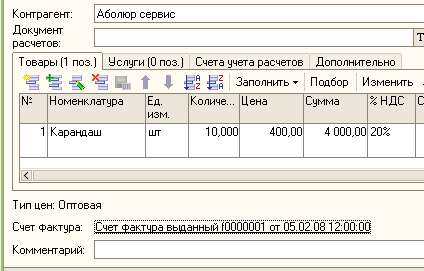 Контрагент: Аболюр сервис
Документ расчетов: Т
Товары (1 поз.) Услуги (0 поз.) Счета учета расчетов Дополнительно
Заполнить Подбор Изменить
№ Номенклатура Ед. изм. Количе... Цена Сумма % НДС С
1 Карандаш шт 10,000 400,00 4 000,00 20%
Тип цен: Оптовая
Счет фактура: Счет фактура выданный f0000001 от 05.02.08 12:00:00
Комментарий: